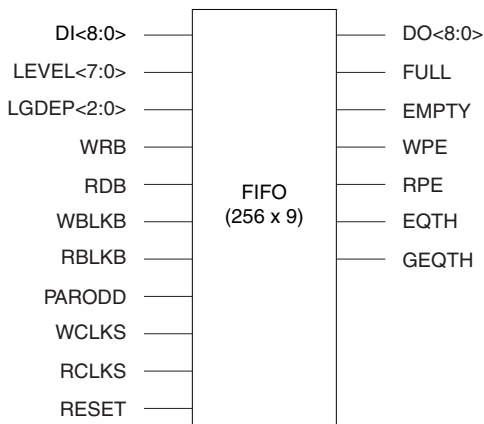 DI<8:0>
LEVEL<7:0>
LGDEP<2:0>
WRB
RDB
WBLKB
RBLKB
PARODD
WCLKS
RCLKS
RESET
FIFO
(256 x 9)
DO<8:0>
FULL
EMPTY
WPE
RPE
EQTH
GEQTH